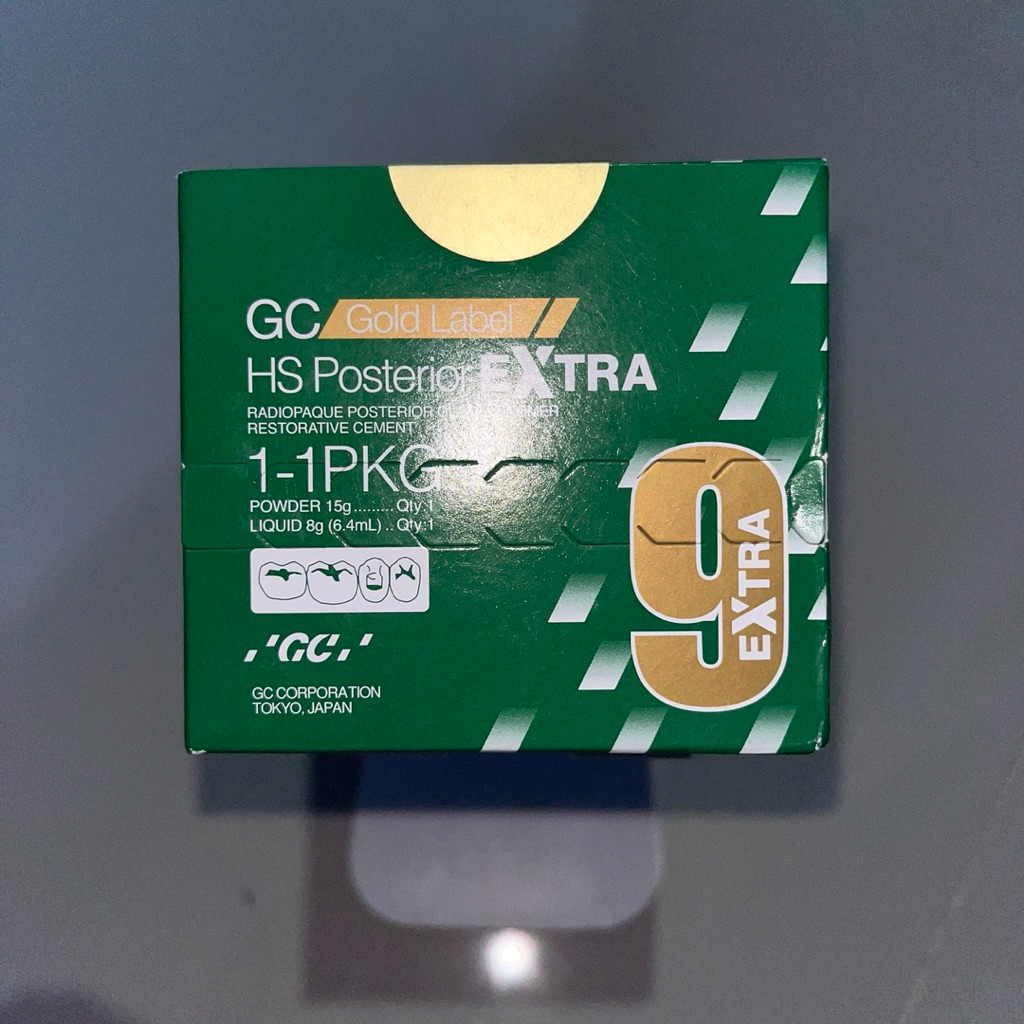 GC Gold Label
HS Posterior EXTRA
RADIOPAQUE POSTERIOR
RESTORATIVE CEMENT
1-1PKG
POWDER 15g......... Qty 1
LIQUID 8g (6.4mL) .. Qty 1
9
EXTRA
GC
GC CORPORATION
TOKYO, JAPAN